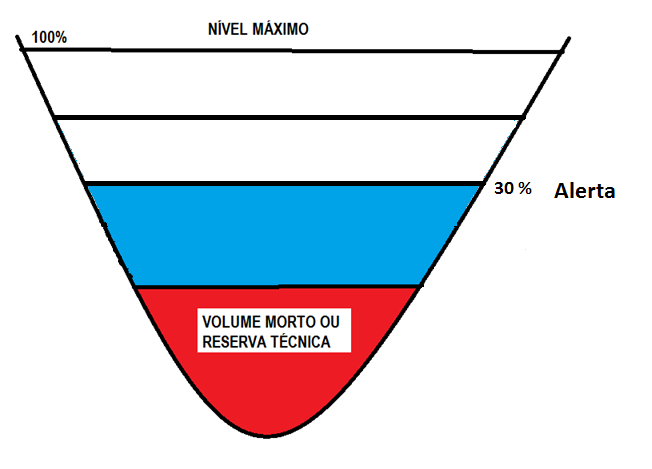 NÍVEL MÁXIMO
100%
30 % Alerta
VOLUME MORTO OU
RESERVA TÉCNICA